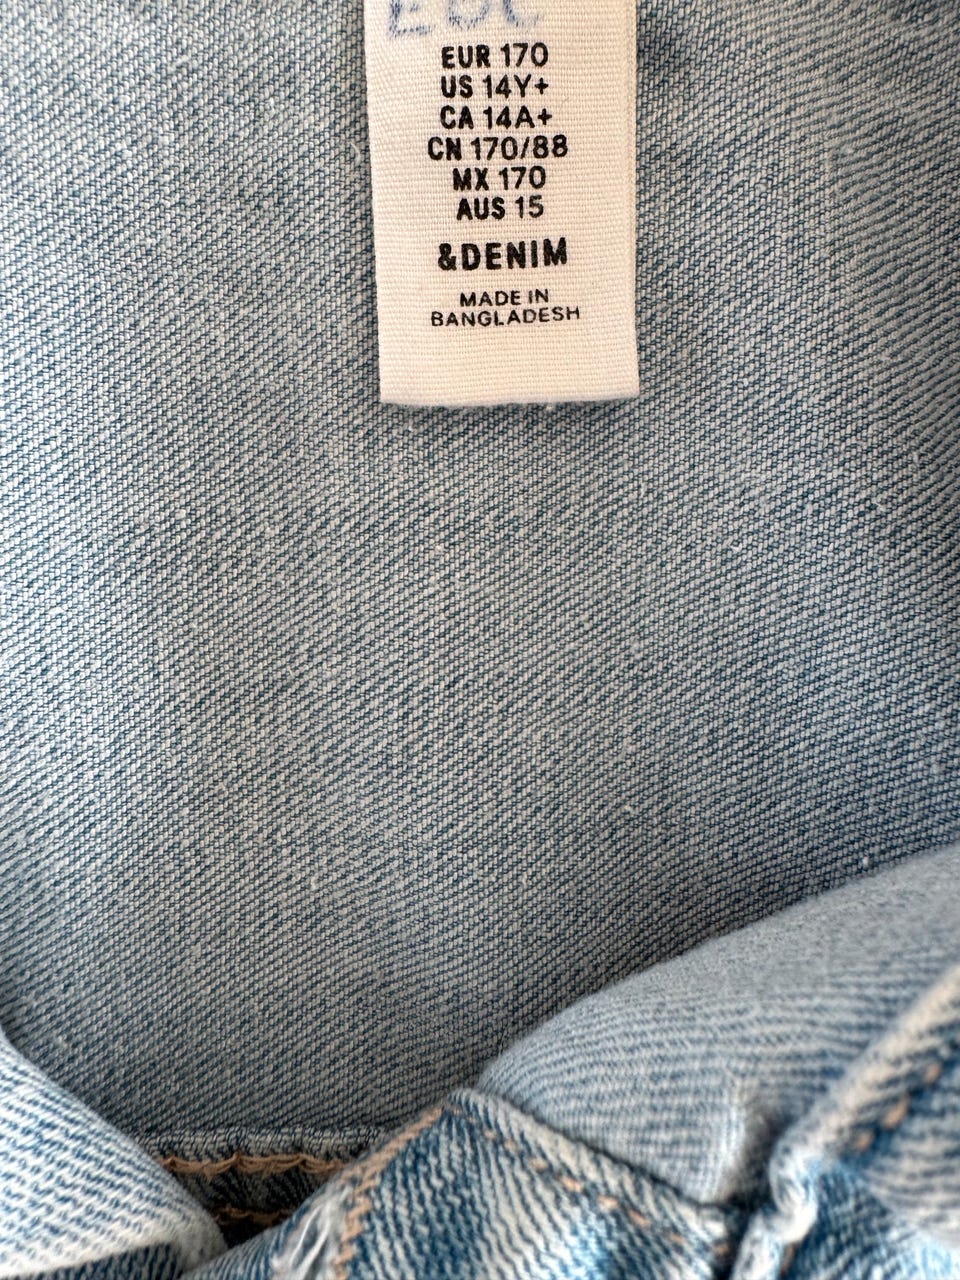 EUR 170
US 14Y+
CA 14A+
CN 170/88
MX 170
AUS 15
&DENIM
MADE IN
BANGLADESH